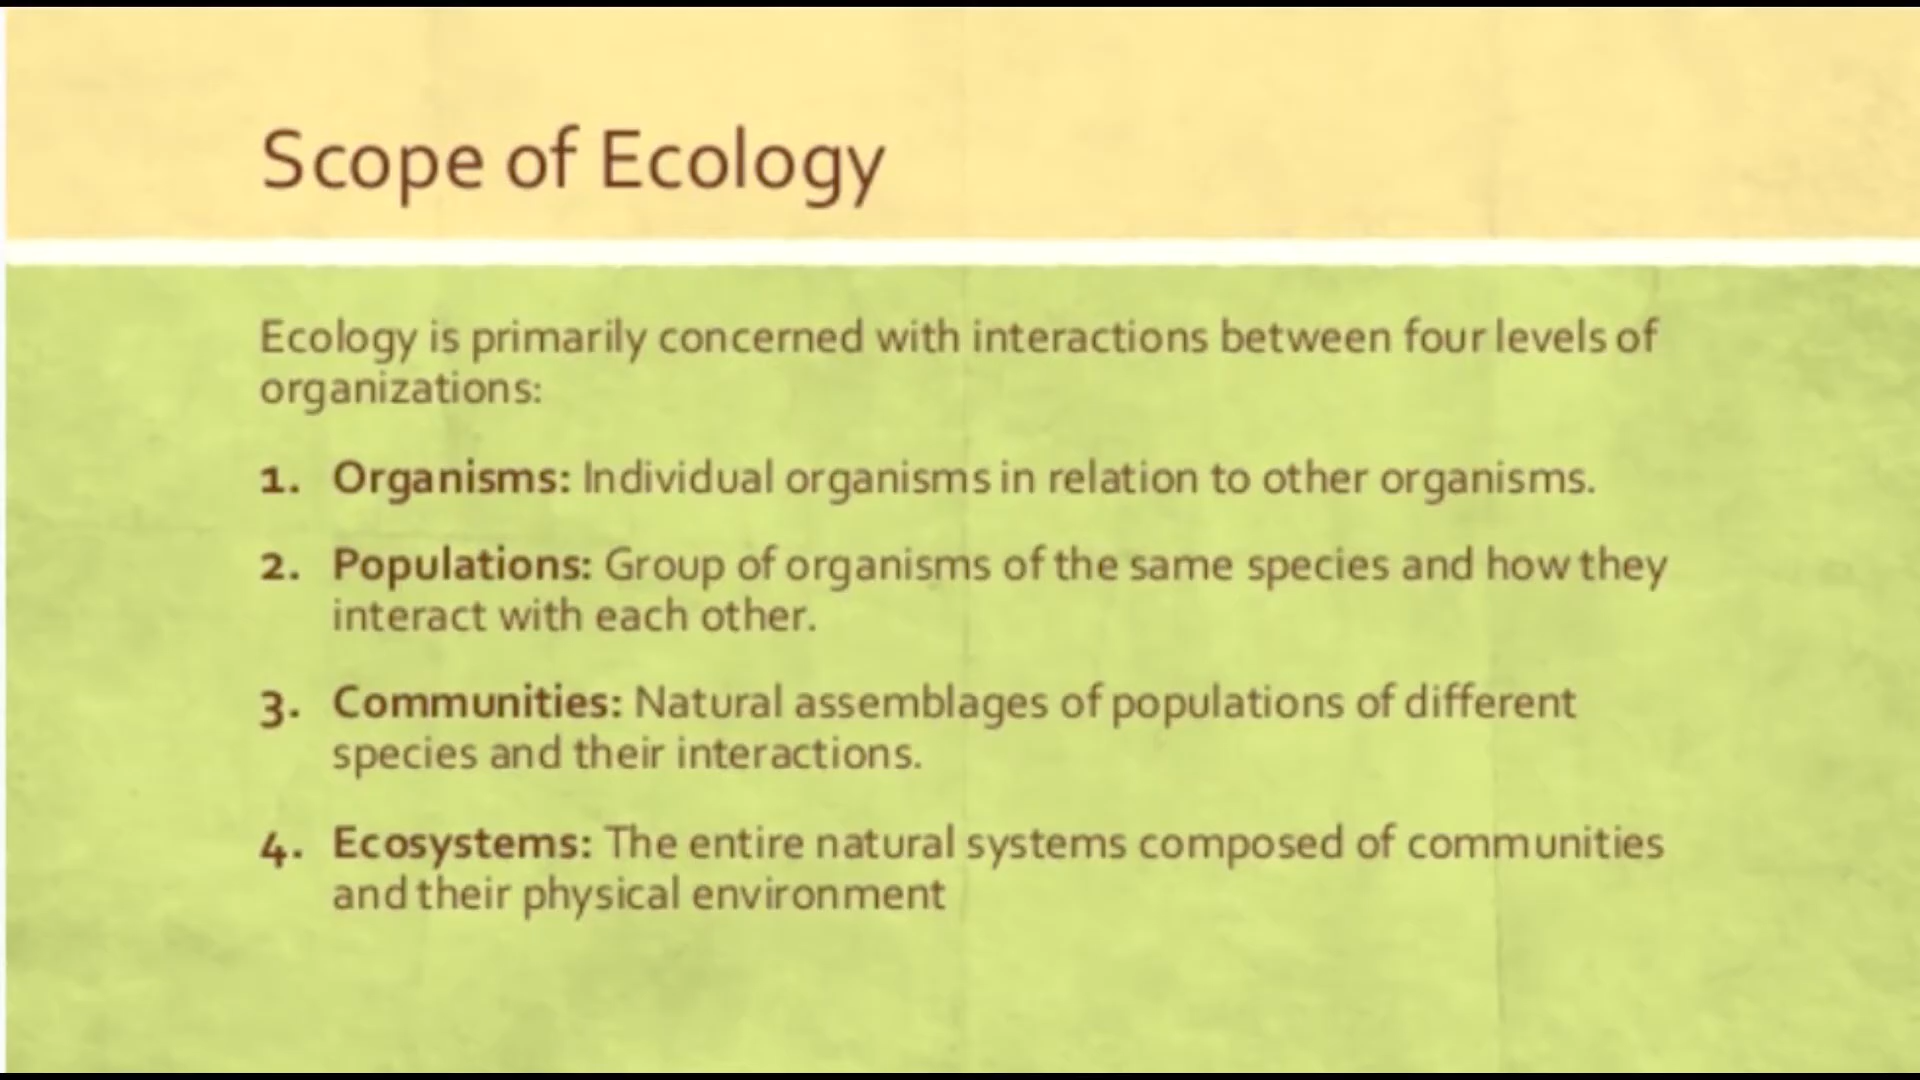 Scope of Ecology
Ecology is primarily concerned with interactions between four levels of
organizations:
1. Organisms: Individual organisms in relation to other organisms.
2. Populations: Group of organisms of the same species and how they
interact with each other.
3. Communities: Natural assemblages of populations of different
species and their interactions.
4. Ecosystems: The entire natural systems composed of communities
and their physical environment